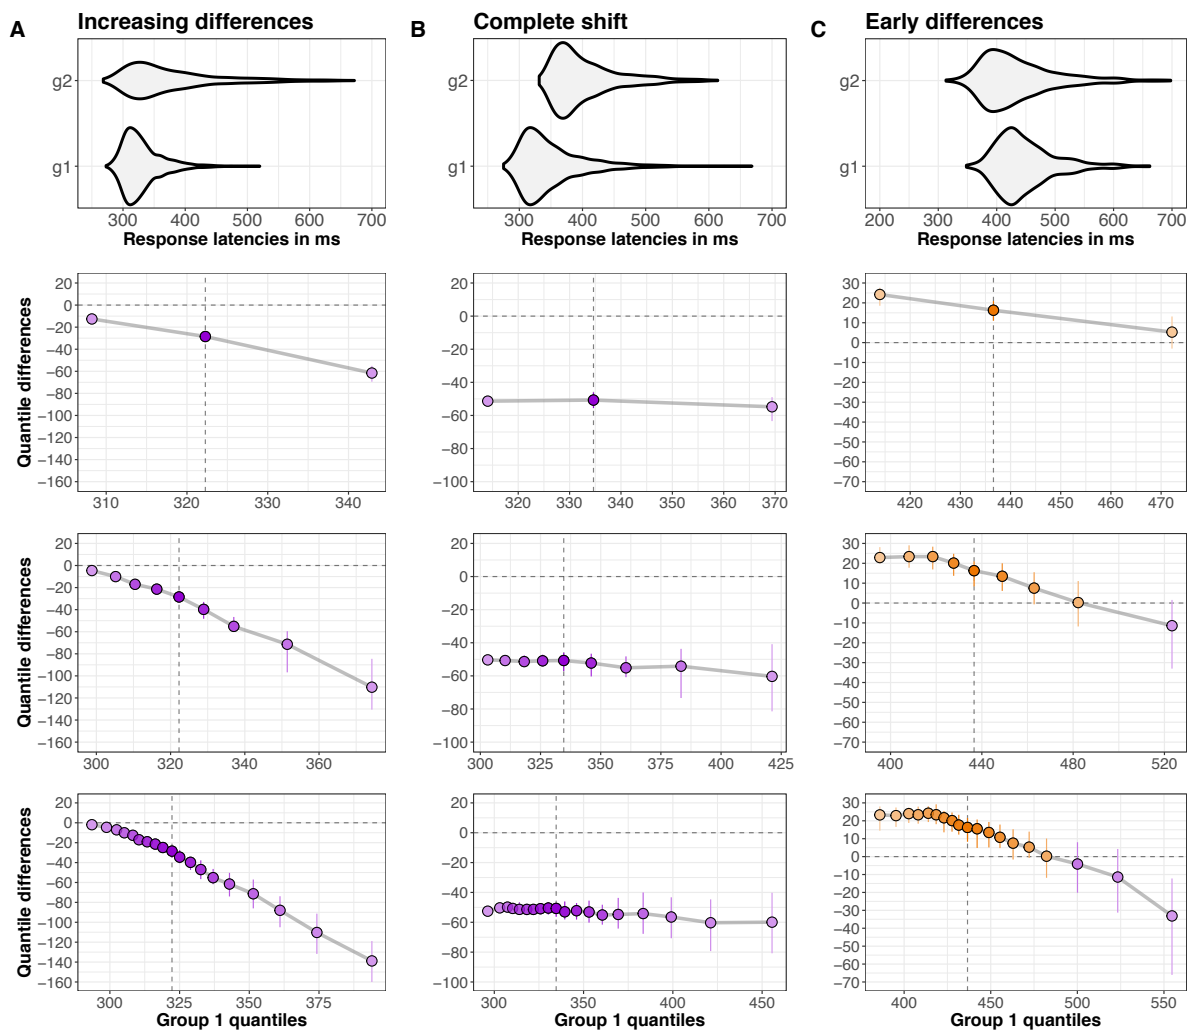 A Increasing differences B Complete shift C Early differences
g2 g2 g2
g1 g1 g1
300 400 500 600 700 300 400 500 600 700 200 300 400 500 600 700
Response latencies in ms Response latencies in ms Response latencies in ms
Quantile differences
20 0 −20 −40 −60 −80 −100 −120 −140 −160
310 320 330 340
20 0 −20 −40 −60 −80 −100
320 330 340 350 360 370
30 20 10 0 −10 −20 −30 −40 −50 −60 −70
420 430 440 450 460 470
Quantile differences
20 0 −20 −40 −60 −80 −100 −120 −140 −160
300 320 340 360
20 0 −20 −40 −60 −80 −100
300 325 350 375 400 425
30 20 10 0 −10 −20 −30 −40 −50 −60 −70
400 440 480 520
Quantile differences
20 0 −20 −40 −60 −80 −100 −120 −140 −160
300 325 350 375
Group 1 quantiles
20 0 −20 −40 −60 −80 −100
300 350 400 450
Group 1 quantiles
30 20 10 0 −10 −20 −30 −40 −50 −60 −70
400 450 500 550
Group 1 quantiles